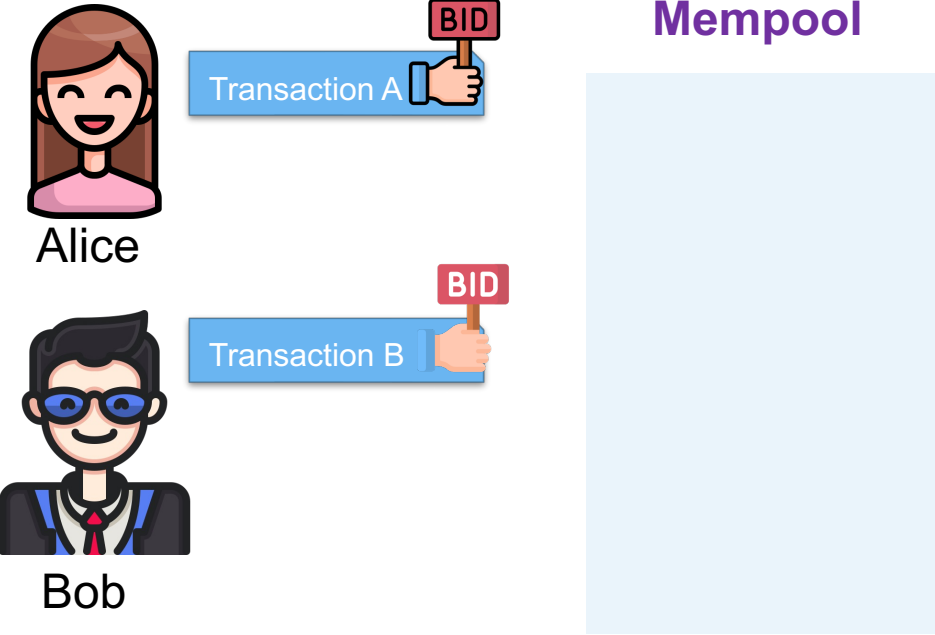 BID
Mempool
Transaction A
Alice
BID
Transaction B
Bob